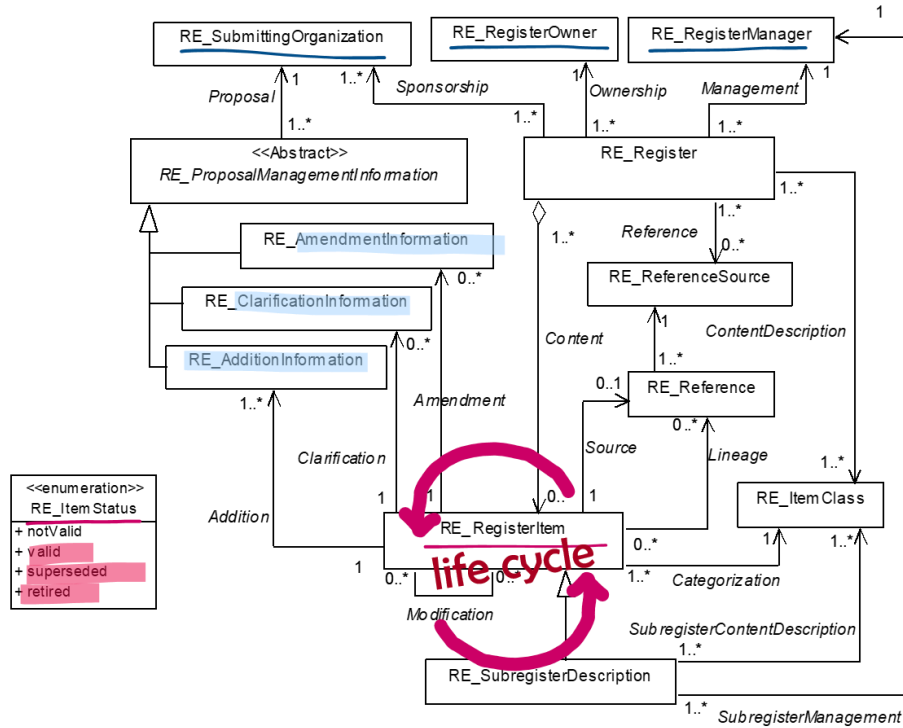 1
RE_SubmittingOrganization
RE_RegisterOwner
RE_RegisterManager
1
1..*
1
1
Proposal
Sponsorship
Ownership
Management
1..*
1..*
1..*
1..*
<<Abstract>>
RE_ProposalManagementInformation
RE_Register
1..*
1..*
1..*
Reference
0..*
RE_AmendmentInformation
0..*
RE_ReferenceSource
RE_ClarificationInformation
1
ContentDescription
0..*
Content
RE_AdditionInformation
1..*
0..1
RE_Reference
1..*
Amendment
0..*
Clarification
Source
Lineage
1..*
<<enumeration>>
RE_ItemStatus
+ notValid
+ valid
+ superseded
+ retired
Addition
1
1
0..
1
RE_ItemClass
RE_RegisterItem
0..*
1
1..*
life cycle
1
0..*
0..
1..*
Categorization
Modification
SubregisterContentDescription
1..*
RE_SubregisterDescription
1..*
SubregisterManagement